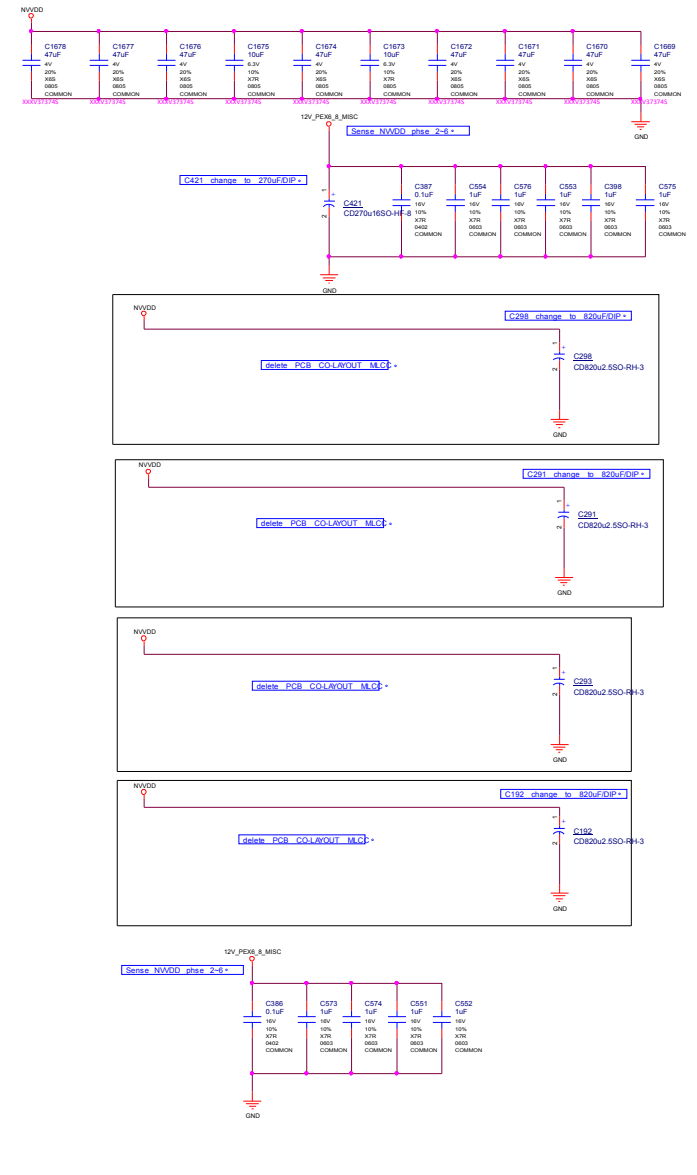 NVVDD
C1678 C1677 C1676 C1675 C1674 C1673 C1672 C1671 C1670 C1669
47uF 47uF 47uF 10uF 47uF 10uF 47uF 47uF 47uF 47uF
4V 4V 4V 6.3V 4V 6.3V 4V 4V 4V 4V
20% 20% 20% 10% 20% 10% 20% 20% 20% 20%
X6S X6S X6S X7R X6S X7R X6S X6S X6S X6S
0805 0805 0805 0805 0805 0805 0805 0805 0805 0805
COMMON COMMON COMMON COMMON COMMON COMMON COMMON COMMON COMMON COMMON
GND
12V_PEX6_8_MISC
Sense NVVDD phse 2~6。
C421 change to 270uF/DIP。
1
2
C421
CD270u16SO-HF-8
C387 C554 C576 C553 C398 C575
0.1uF 1uF 1uF 1uF 1uF 1uF
16V 16V 16V 16V 16V 16V
10% 10% 10% 10% 10% 10%
X7R X7R X7R X7R X7R X7R
0402 0603 0603 0603 0603 0603
COMMON COMMON COMMON COMMON COMMON COMMON
GND
NVVDD
C298 change to 820uF/DIP。
delete PCB CO-LAYOUT MLCC。
1
2
C298
CD820u2.5SO-RH-3
GND
NVVDD
C291 change to 820uF/DIP。
delete PCB CO-LAYOUT MLCC。
1
2
C291
CD820u2.5SO-RH-3
GND
NVVDD
delete PCB CO-LAYOUT MLCC。
1
2
C293
CD820u2.5SO-RH-3
GND
NVVDD
C192 change to 820uF/DIP。
delete PCB CO-LAYOUT MLCC。
1
2
C192
CD820u2.5SO-RH-3
GND
12V_PEX6_8_MISC
Sense NVVDD phse 2~6。
C386 C573 C574 C551 C552
0.1uF 1uF 1uF 1uF 1uF
16V 16V 16V 16V 16V
10% 10% 10% 10% 10%
X7R X7R X7R X7R X7R
0402 0603 0603 0603 0603
COMMON COMMON COMMON COMMON COMMON
GND